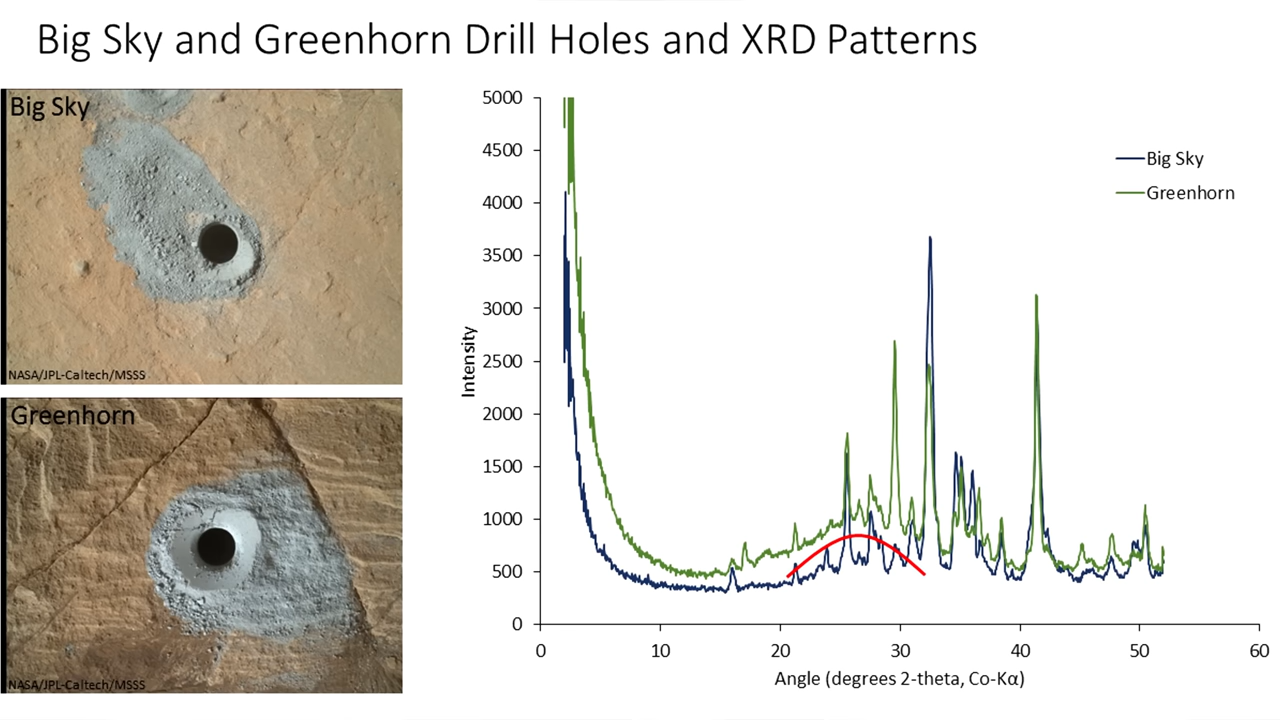 Big Sky and Greenhorn Drill Holes and XRD Patterns
Big Sky
NASA/JPL-Caltech/MSSS
Greenhorn
NASA/JPL-Caltech/MSSS
5000
4500
4000
3500
3000
2500
2000
1500
1000
500
0
Intensity
Big Sky
Greenhorn
0 10 20 30 40 50 60
Angle (degrees 2-theta, Co-Kα)